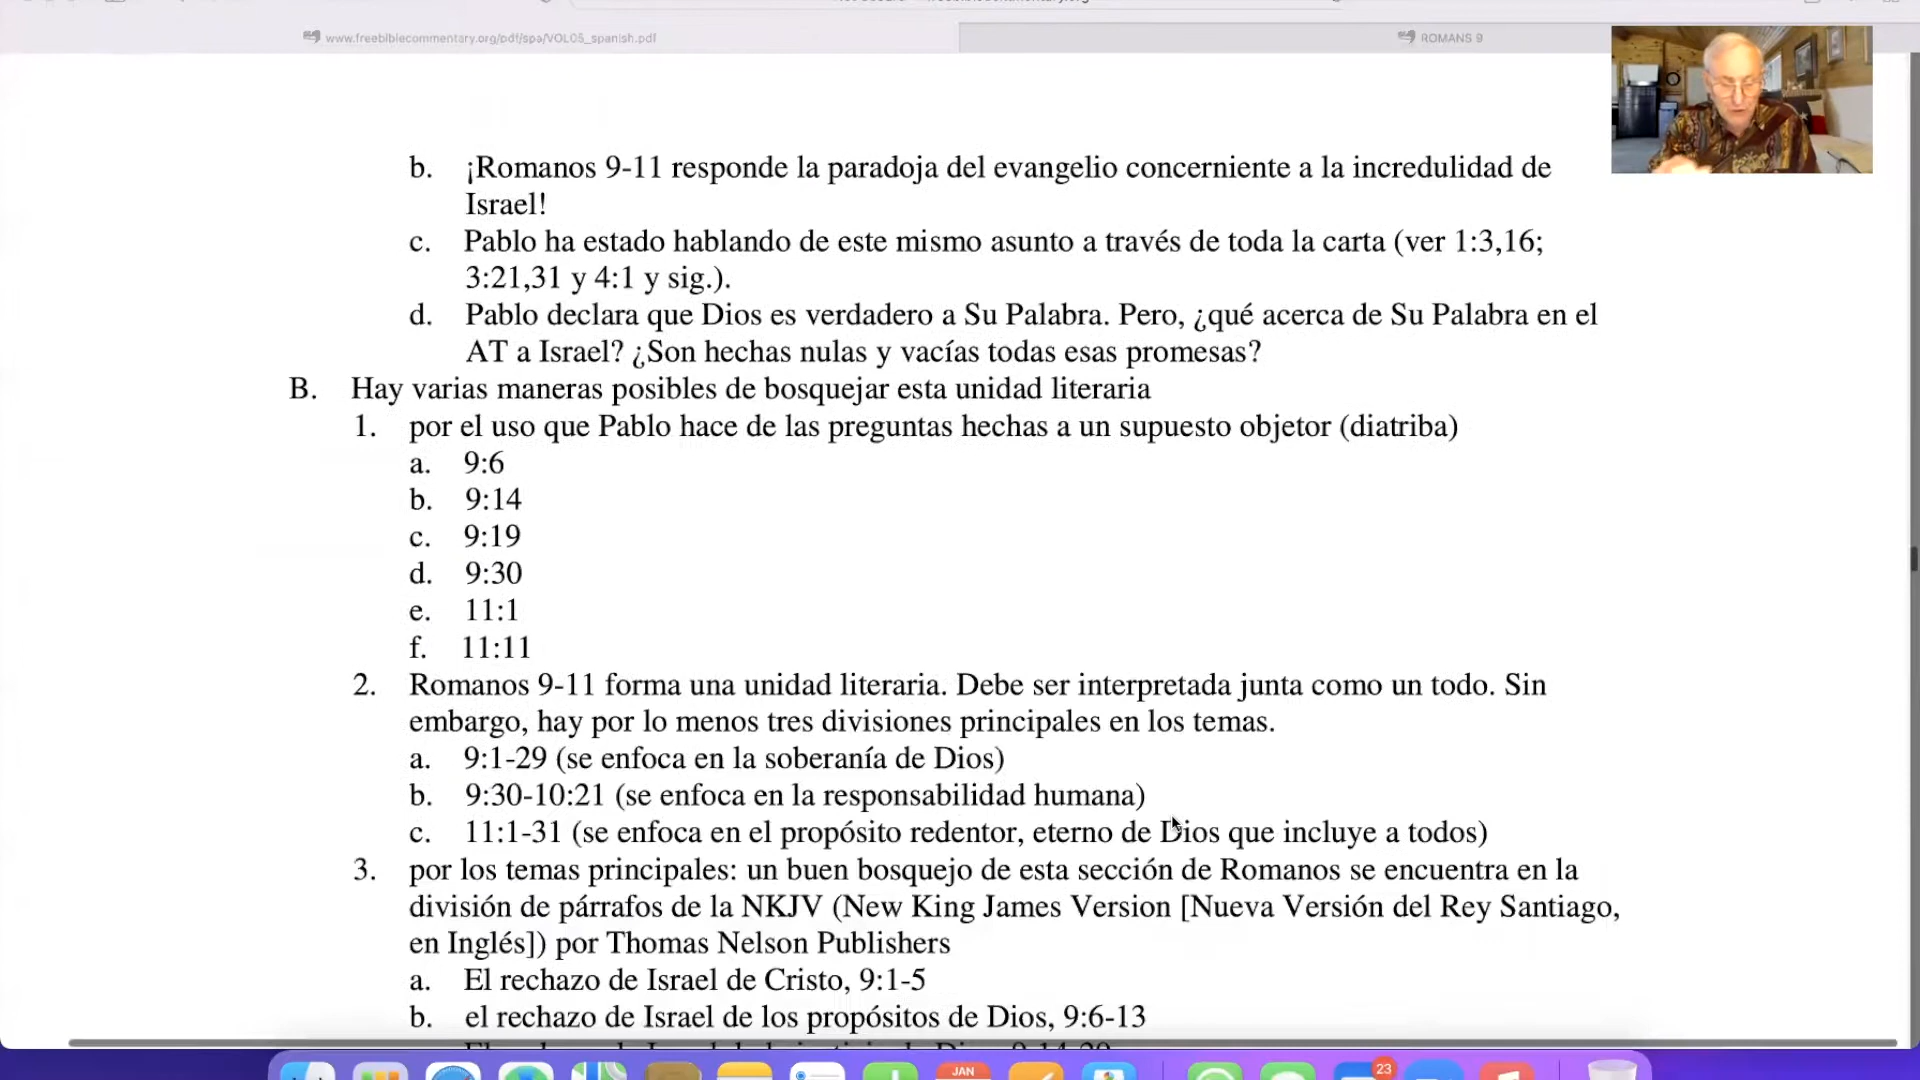 www.freebiblecommentary.org/pdf/spa/VOL05_spanish.pdf
ROMANS 9
b. ¡Romanos 9-11 responde la paradoja del evangelio concerniente a la incredulidad de
Israel!
c. Pablo ha estado hablando de este mismo asunto a través de toda la carta (ver 1:3,16;
3:21,31 y 4:1 y sig.).
d. Pablo declara que Dios es verdadero a Su Palabra. Pero, ¿qué acerca de Su Palabra en el
AT a Israel? ¿Son hechas nulas y vacías todas esas promesas?
B. Hay varias maneras posibles de bosquejar esta unidad literaria
1. por el uso que Pablo hace de las preguntas hechas a un supuesto objetor (diatriba)
a. 9:6
b. 9:14
c. 9:19
d. 9:30
e. 11:1
f. 11:11
2. Romanos 9-11 forma una unidad literaria. Debe ser interpretada junta como un todo. Sin
embargo, hay por lo menos tres divisiones principales en los temas.
a. 9:1-29 (se enfoca en la soberanía de Dios)
b. 9:30-10:21 (se enfoca en la responsabilidad humana)
c. 11:1-31 (se enfoca en el propósito redentor, eterno de Dios que incluye a todos)
3. por los temas principales: un buen bosquejo de esta sección de Romanos se encuentra en la
división de párrafos de la NKJV (New King James Version [Nueva Versión del Rey Santiago,
en Inglés]) por Thomas Nelson Publishers
a. El rechazo de Israel de Cristo, 9:1-5
b. el rechazo de Israel de los propósitos de Dios, 9:6-13
JAN
23